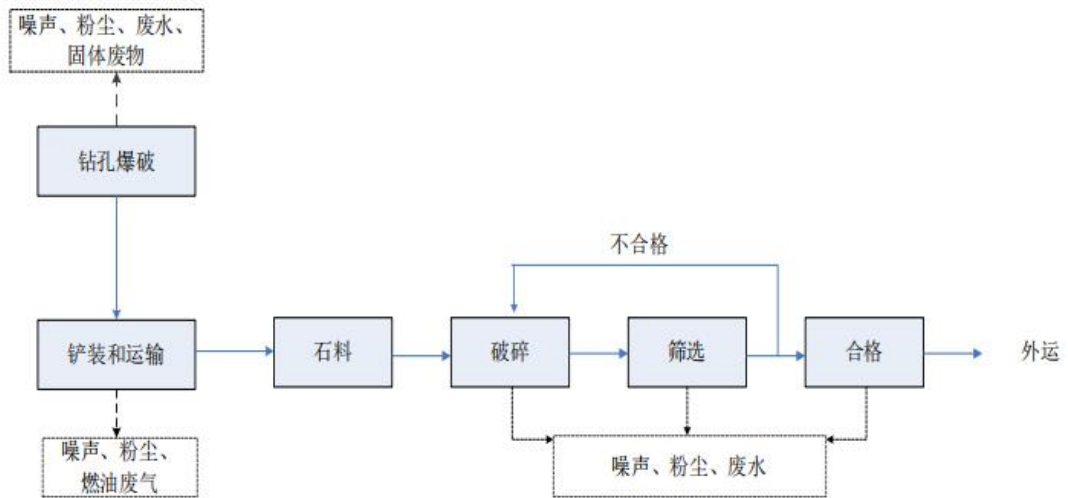 噪声、粉尘、废水、
固体废物
钻孔爆破
不合格
铲装和运输
石料
破碎
筛选
合格
外运
噪声、粉尘、
燃油废气
噪声、粉尘、废水